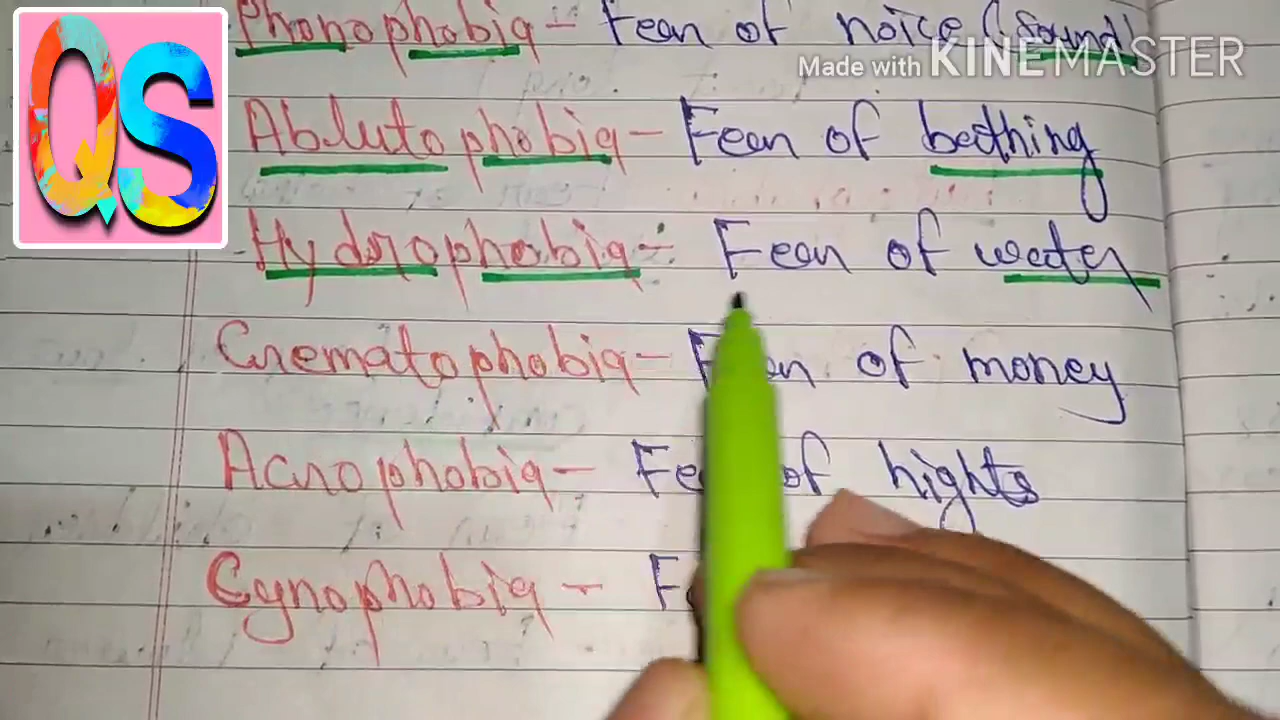 Phonophobia - Fear of noice (Sound)
Made with KINEMASTER
QS
Ablutophobia - Fear of bathing
Hydrophobia - Fear of water
Crematophobia - Fear of money
Acrophobia - Fe of hights
Cynophobia - F